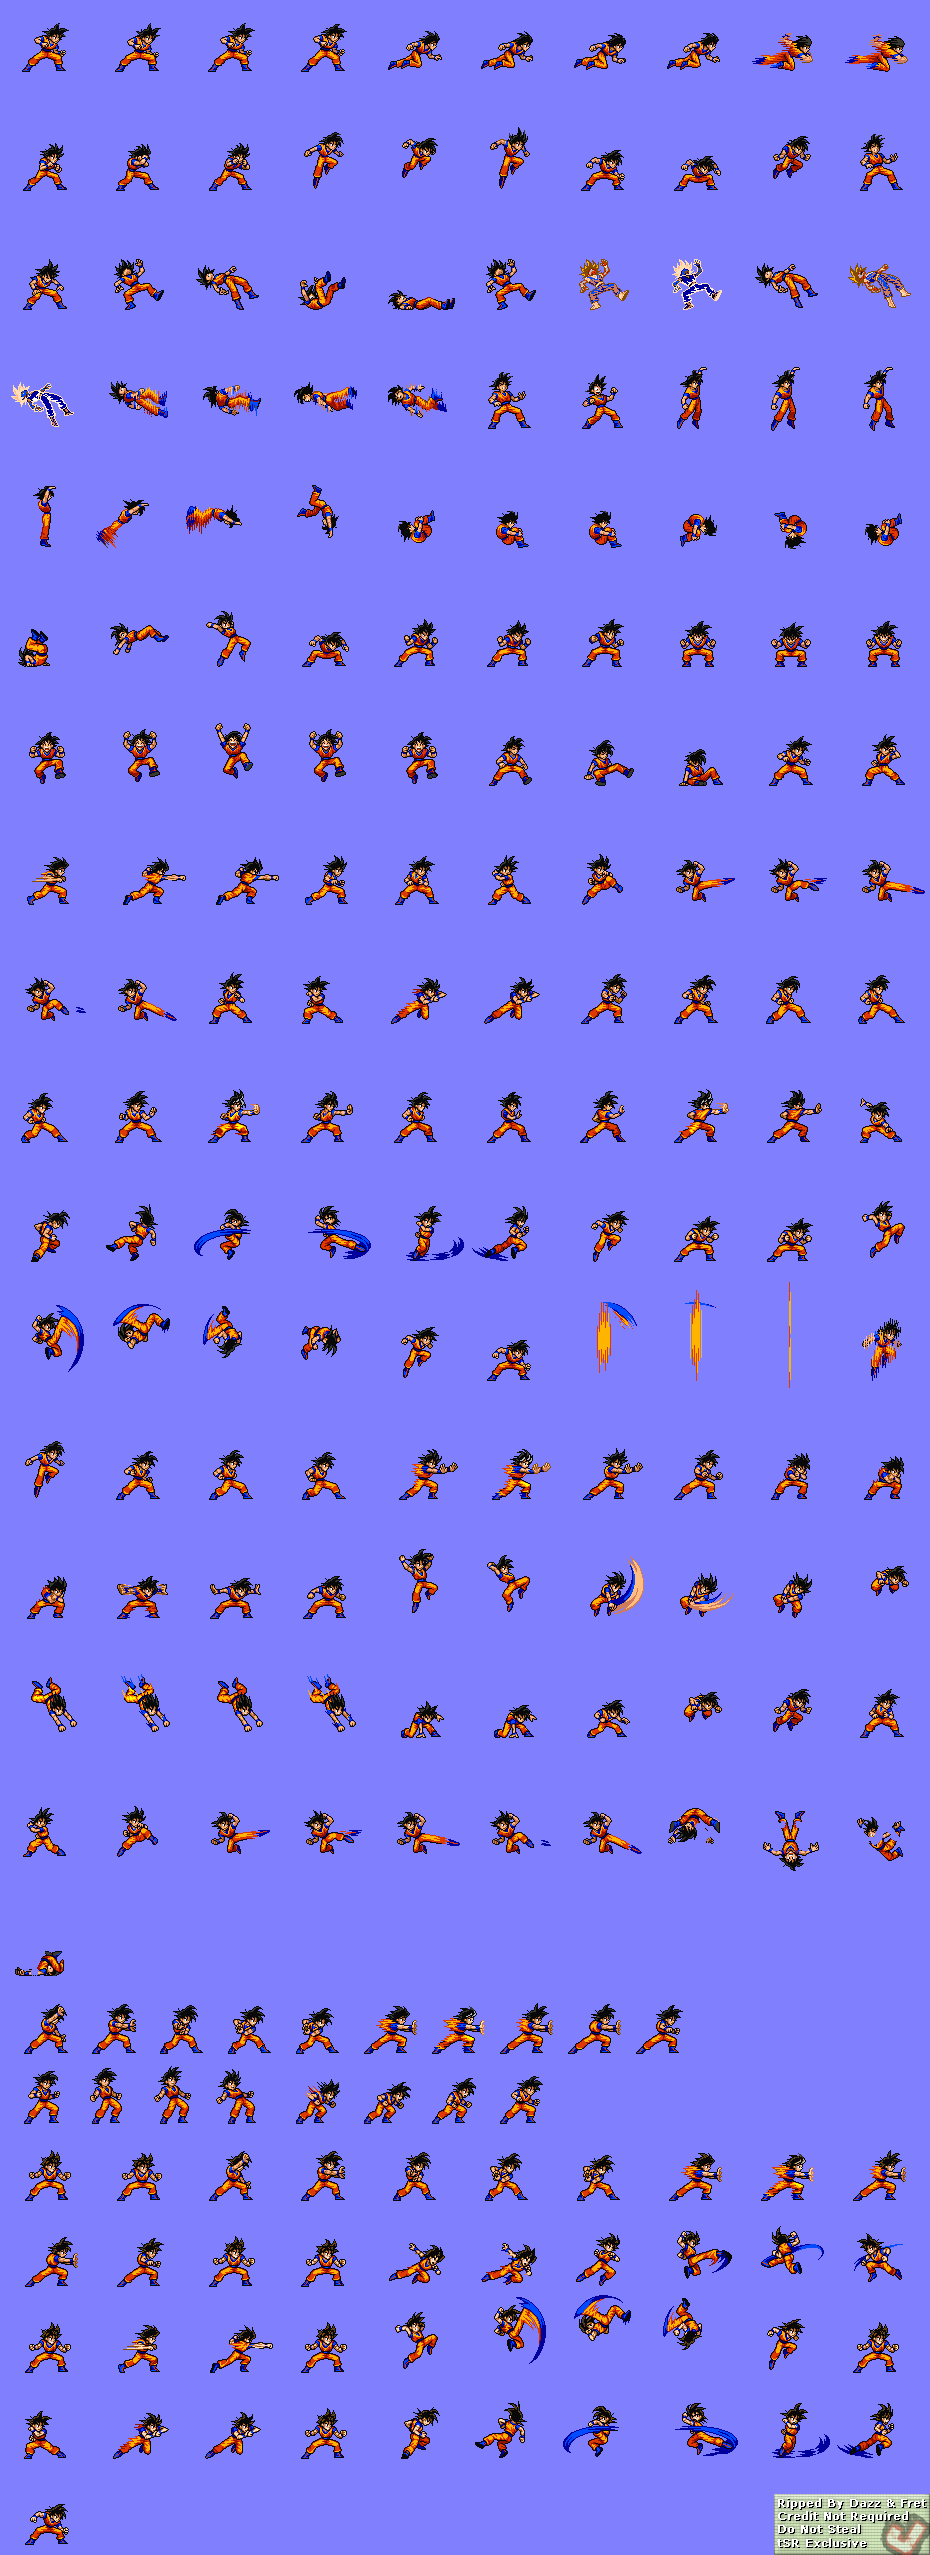 Ripped By Dazz & Fret
Credit Not Required
Do Not Steal
tSR Exclusive